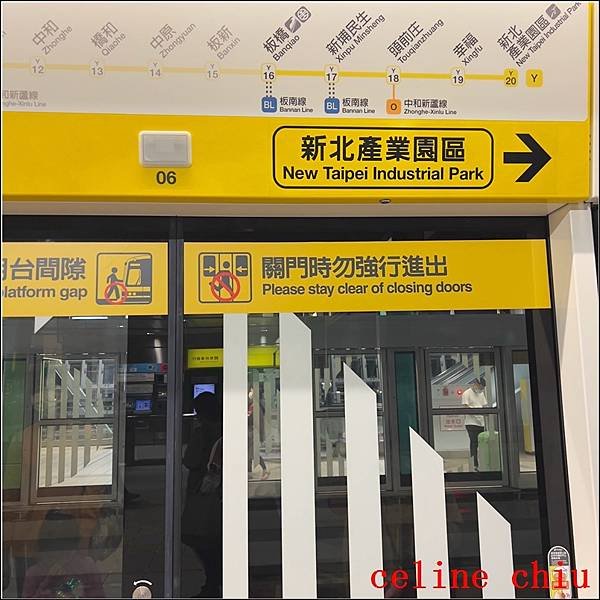 中和
Zhonghe
橋和
Qiaohe
中原
Zhongyuan
板新
Banxin
板橋
Banqiao
新埔民生
Xinpu Minsheng
頭前庄
Touqianzhuang
幸福
Xingfu
新北
產業園區
New Taipei Industrial Park
Y
12
13
14
15
Y
16
Y
17
Y
18
Y
19
Y
20
Y
和新蘆線
nghe-Xinlu Line
BL 板南線
Bannan Line
BL 板南線
Bannan Line
O 中和新蘆線
Zhonghe-Xinlu Line
06
新北產業園區
New Taipei Industrial Park
月台間隙
platform gap
關門時勿強行進出
Please stay clear of closing doors
celine chiu